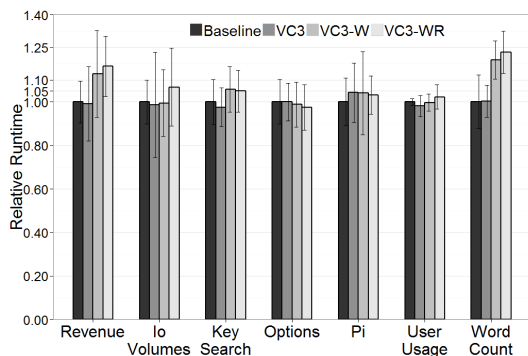 Baseline VC3 VC3-W VC3-WR
Relative Runtime
1.40
1.25
1.10
1.05
1.00
0.80
0.60
0.40
0.20
0.00
Revenue Io Key Options Pi User Word
Volumes Search Usage Count